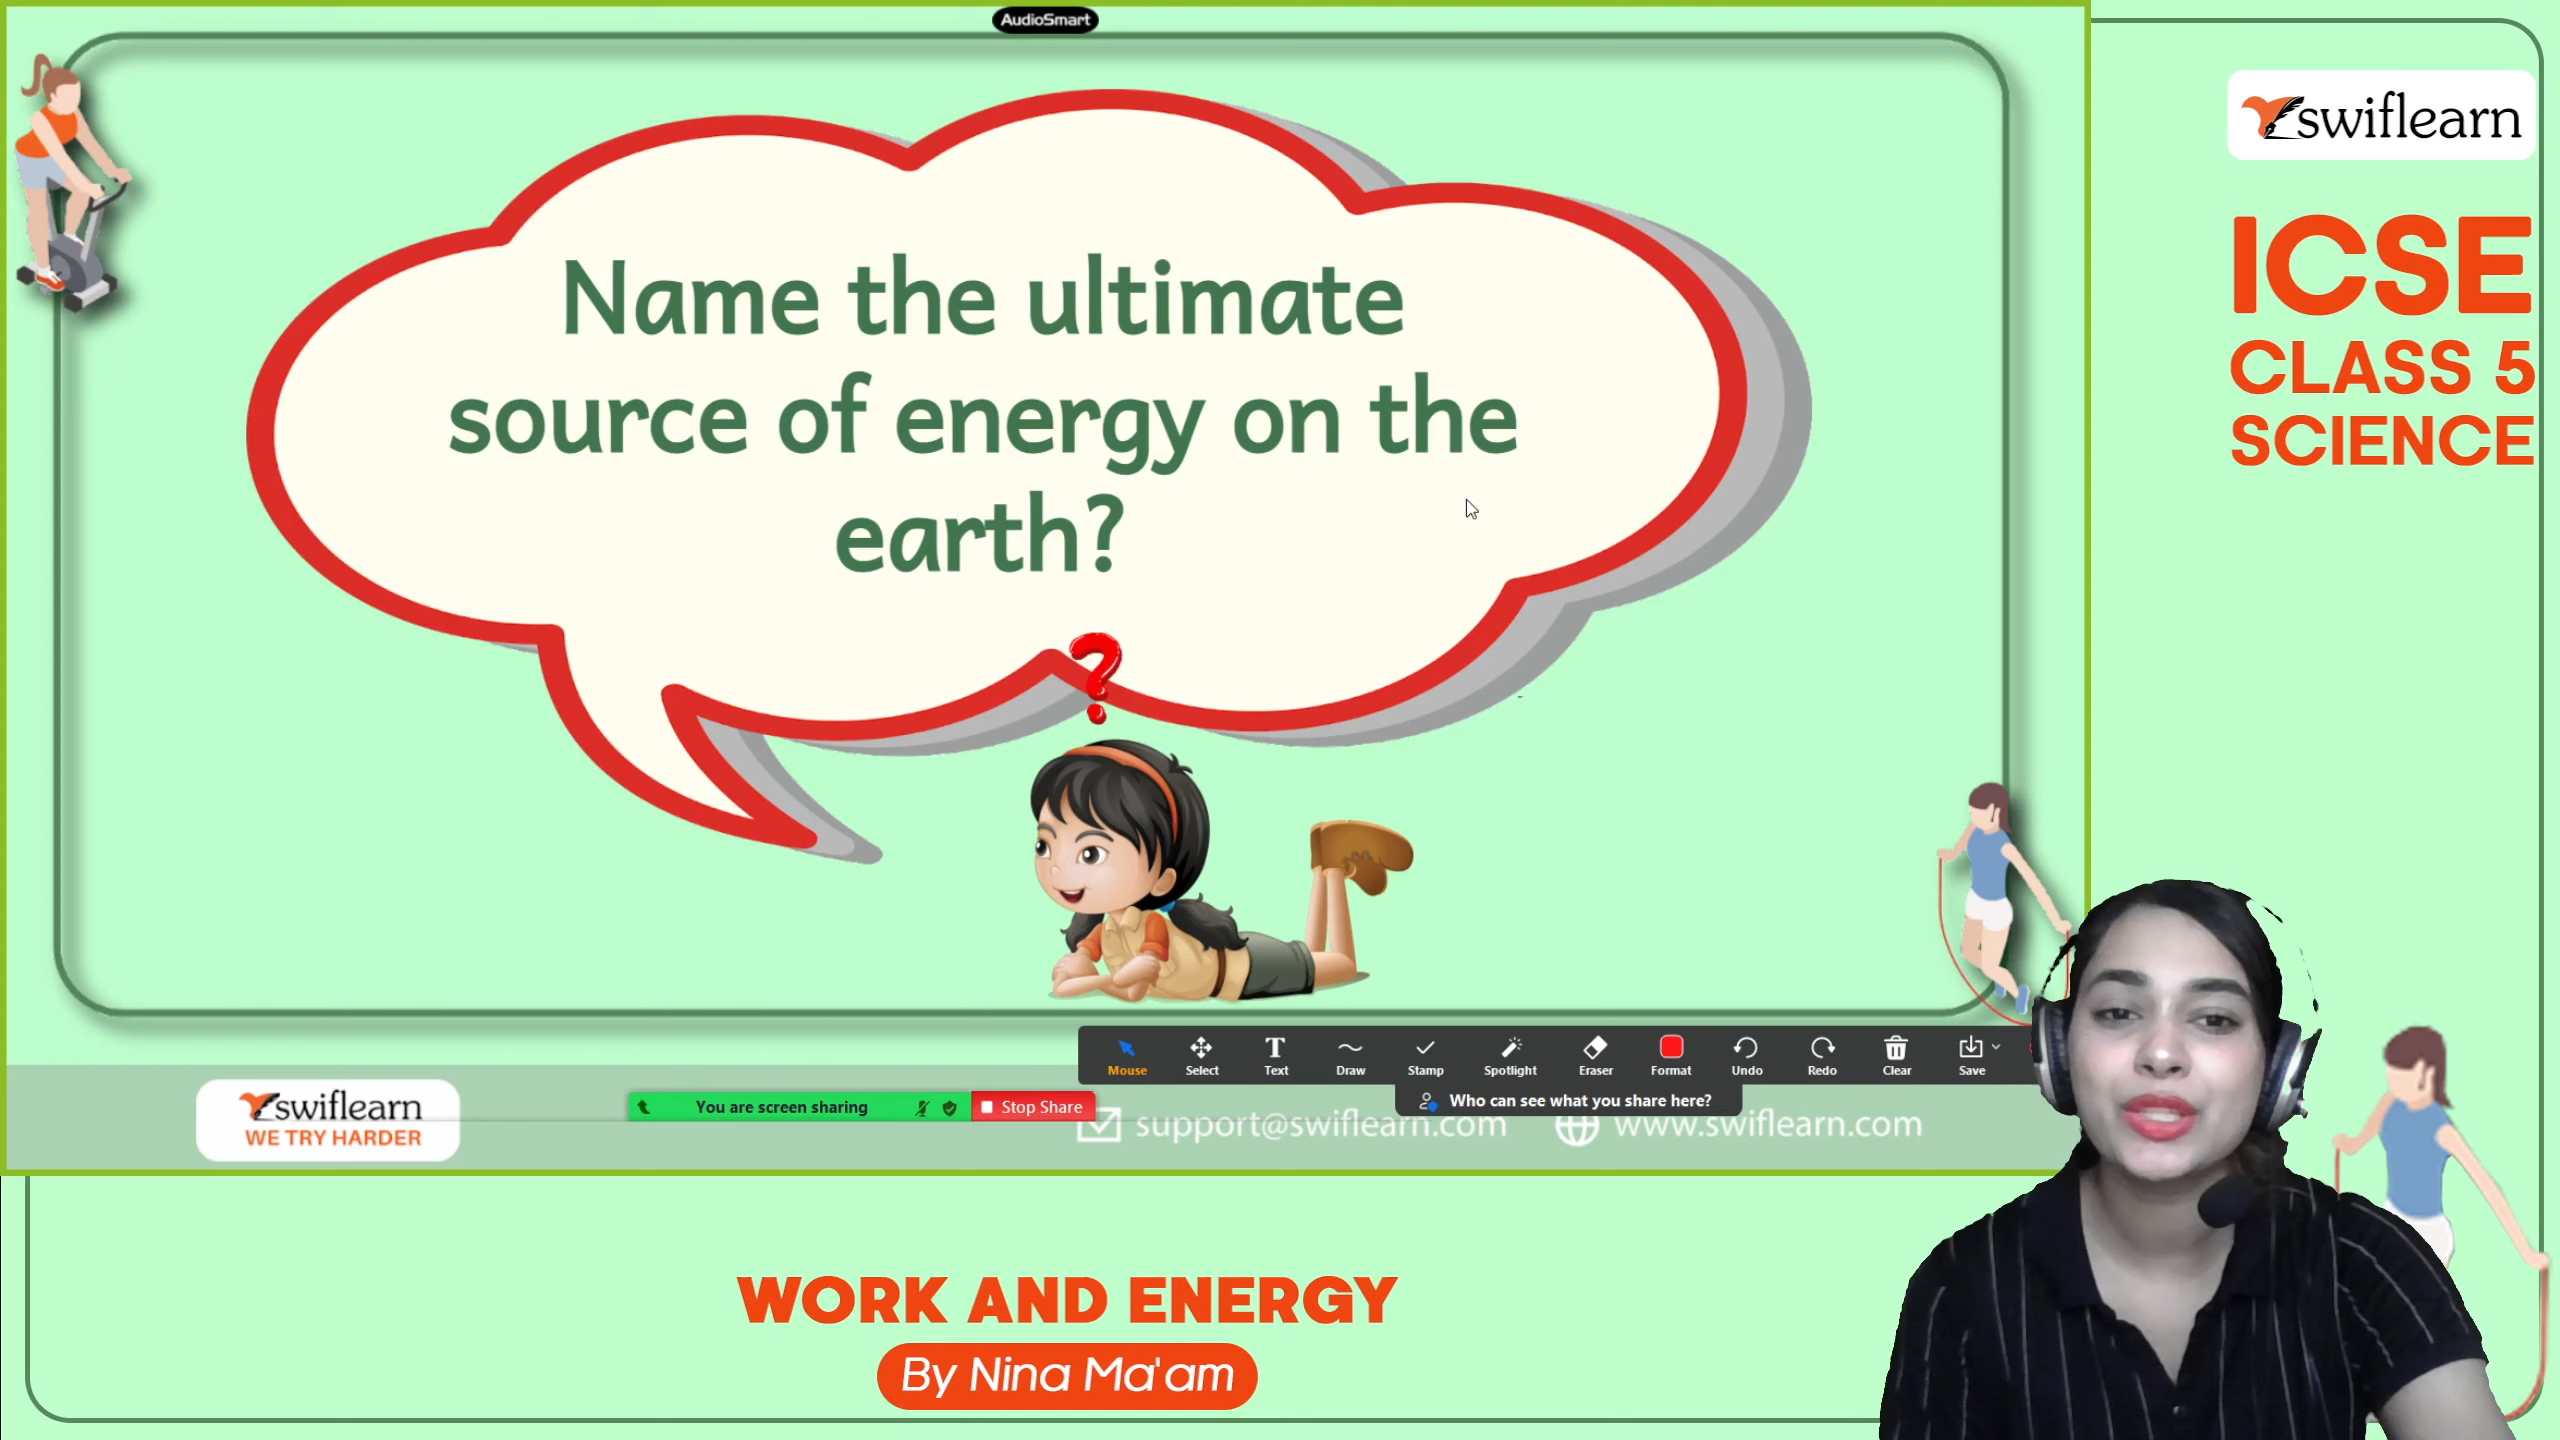 AudioSmart
Name the ultimate
source of energy on the
earth?
swiflearn
ICSE
CLASS 5
SCIENCE
Mouse
Select
Text
Draw
Stamp
Spotlight
Eraser
Format
Undo
Redo
Clear
Save
Who can see what you share here?
You are screen sharing
Stop Share
swiflearn
WE TRY HARDER
support@swiflearn.com
www.swiflearn.com
WORK AND ENERGY
By Nina Ma'am